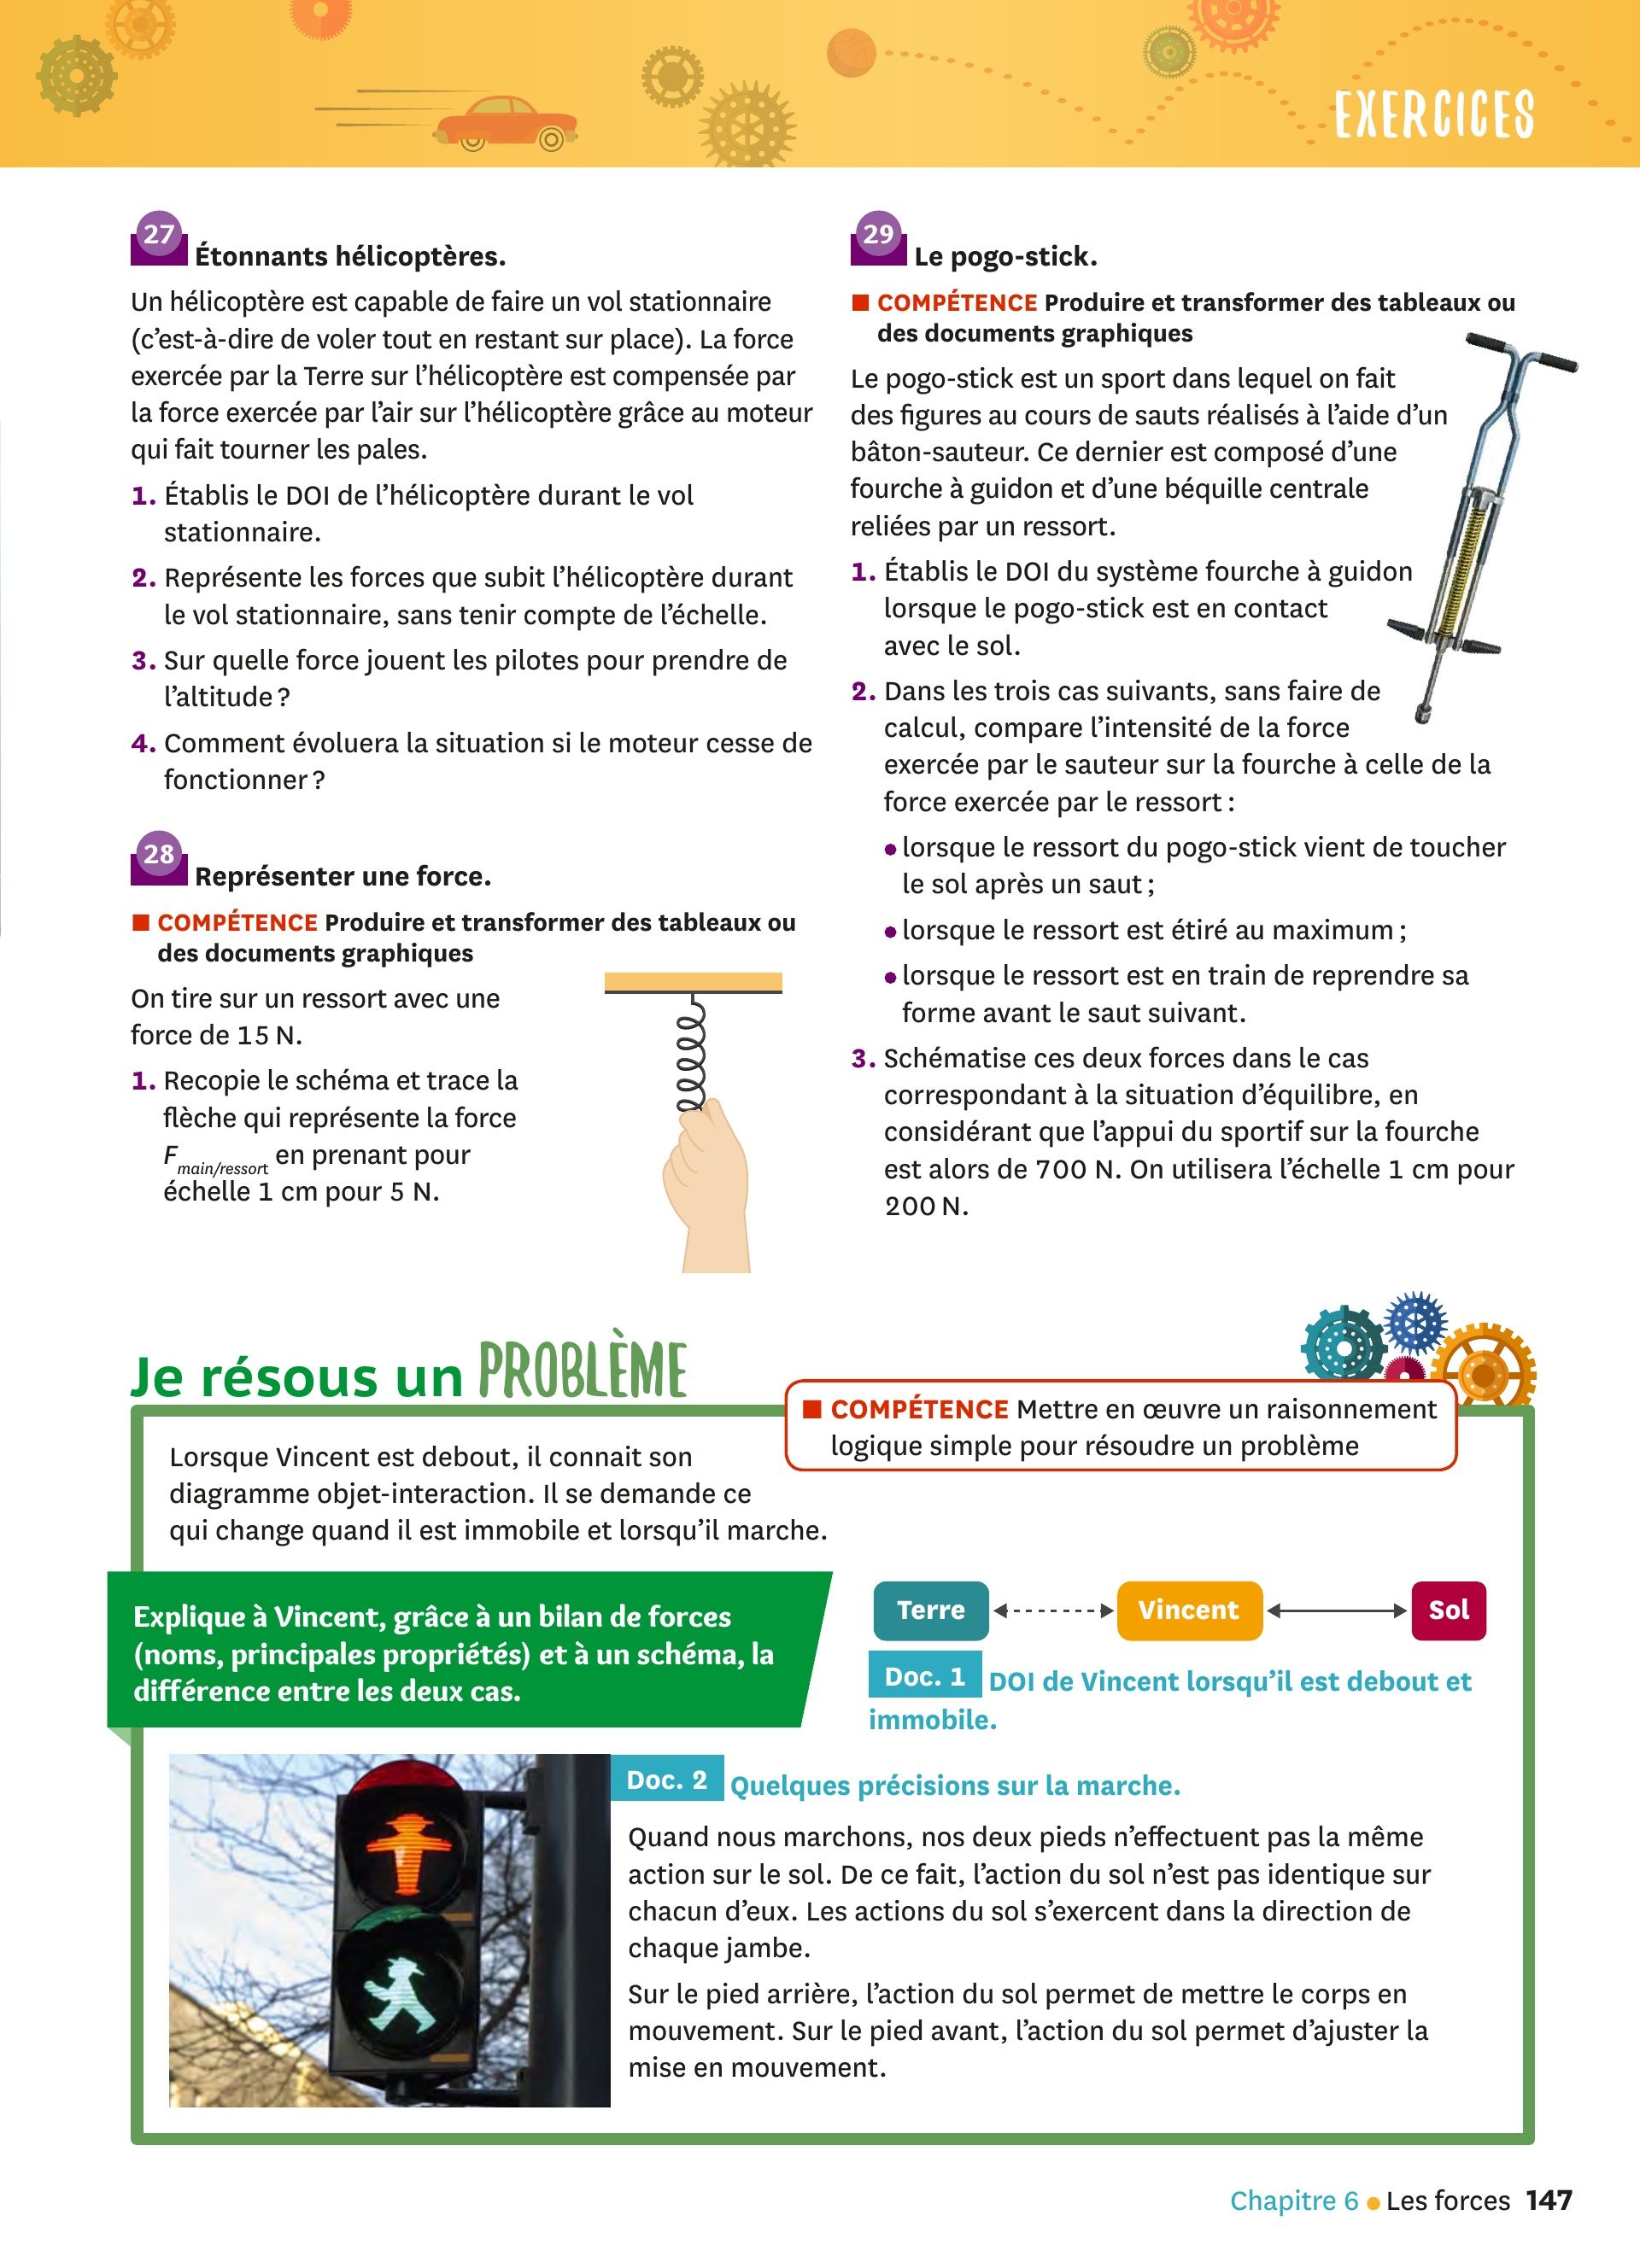 EXERCICES
27 Étonnants hélicoptères.
Un hélicoptère est capable de faire un vol stationnaire
(c’est-à-dire de voler tout en restant sur place). La force
exercée par la Terre sur l’hélicoptère est compensée par
la force exercée par l’air sur l’hélicoptère grâce au moteur
qui fait tourner les pales.
1. Établis le DOI de l’hélicoptère durant le vol
stationnaire.
2. Représente les forces que subit l’hélicoptère durant
le vol stationnaire, sans tenir compte de l’échelle.
3. Sur quelle force jouent les pilotes pour prendre de
l’altitude ?
4. Comment évoluera la situation si le moteur cesse de
fonctionner ?
28 Représenter une force.
■ COMPÉTENCE Produire et transformer des tableaux ou
des documents graphiques
On tire sur un ressort avec une
force de 15 N.
1. Recopie le schéma et trace la
flèche qui représente la force
F main/ressort en prenant pour
échelle 1 cm pour 5 N.
29 Le pogo-stick.
■ COMPÉTENCE Produire et transformer des tableaux ou
des documents graphiques
Le pogo-stick est un sport dans lequel on fait
des figures au cours de sauts réalisés à l’aide d’un
bâton-sauteur. Ce dernier est composé d’une
fourche à guidon et d’une béquille centrale
reliées par un ressort.
1. Établis le DOI du système fourche à guidon
lorsque le pogo-stick est en contact
avec le sol.
2. Dans les trois cas suivants, sans faire de
calcul, compare l’intensité de la force
exercée par le sauteur sur la fourche à celle de la
force exercée par le ressort :
• lorsque le ressort du pogo-stick vient de toucher
le sol après un saut ;
• lorsque le ressort est étiré au maximum ;
• lorsque le ressort est en train de reprendre sa
forme avant le saut suivant.
3. Schématise ces deux forces dans le cas
correspondant à la situation d’équilibre, en
considérant que l’appui du sportif sur la fourche
est alors de 700 N. On utilisera l’échelle 1 cm pour
200 N.
Je résous un PROBLÈME
■ COMPÉTENCE Mettre en œuvre un raisonnement
logique simple pour résoudre un problème
Lorsque Vincent est debout, il connait son
diagramme objet-interaction. Il se demande ce
qui change quand il est immobile et lorsqu’il marche.
Explique à Vincent, grâce à un bilan de forces
(noms, principales propriétés) et à un schéma, la
différence entre les deux cas.
Terre Vincent Sol
Doc. 1 DOI de Vincent lorsqu’il est debout et
immobile.
Doc. 2 Quelques précisions sur la marche.
Quand nous marchons, nos deux pieds n’effectuent pas la même
action sur le sol. De ce fait, l’action du sol n’est pas identique sur
chacun d’eux. Les actions du sol s’exercent dans la direction de
chaque jambe.
Sur le pied arrière, l’action du sol permet de mettre le corps en
mouvement. Sur le pied avant, l’action du sol permet d’ajuster la
mise en mouvement.
Chapitre 6 • Les forces 147